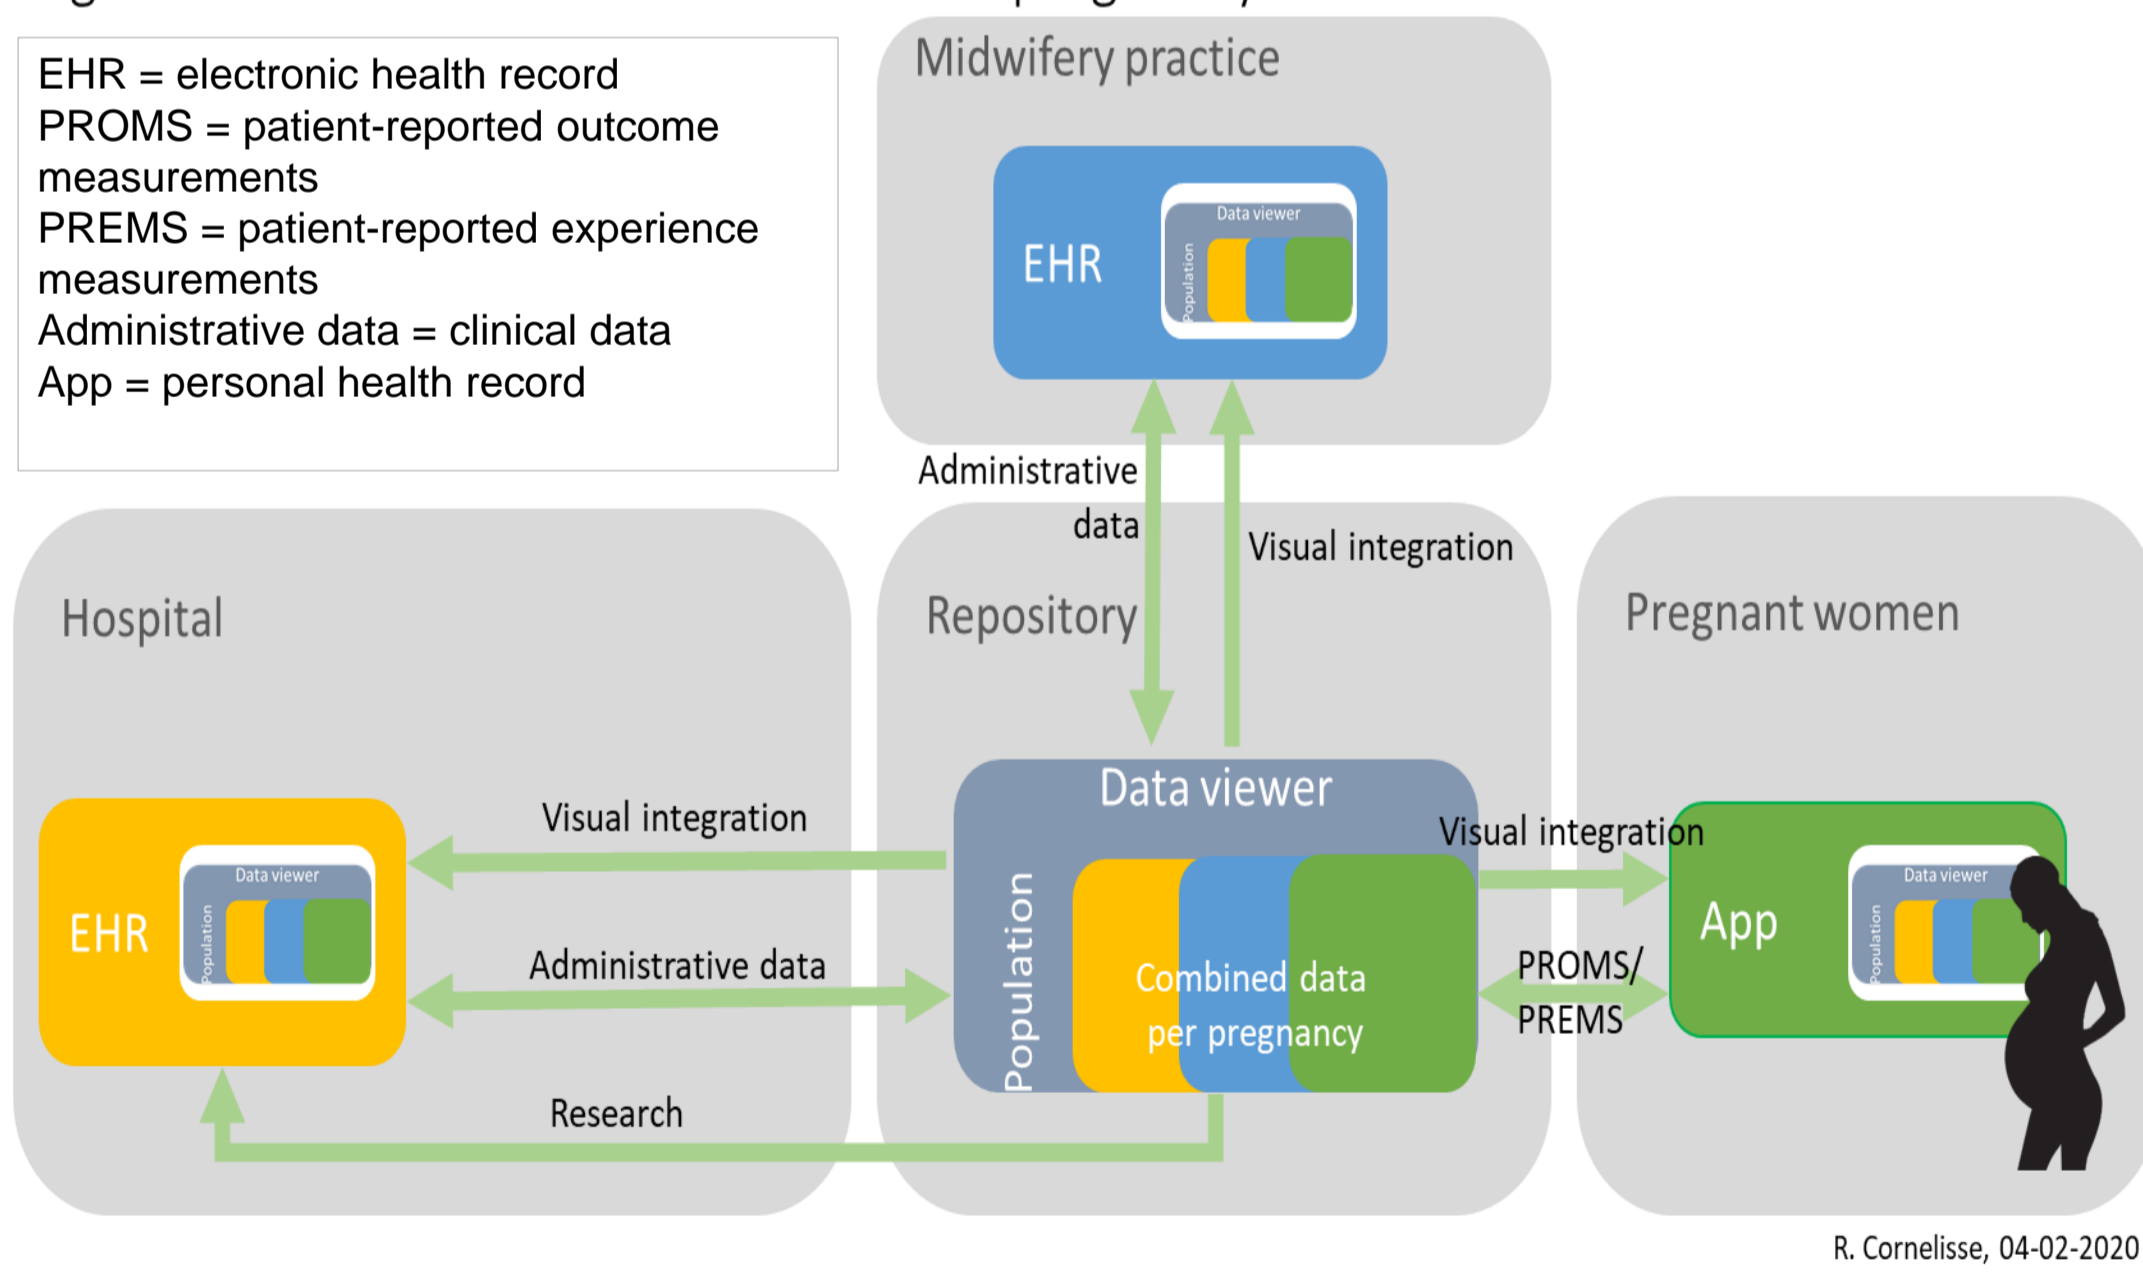 EHR = electronic health record
PROMS = patient-reported outcome
measurements
PREMS = patient-reported experience
measurements
Administrative data = clinical data
App = personal health record
Midwifery practice
EHR
Data viewer
Population
Administrative
data
Visual integration
Hospital
Repository
Pregnant women
EHR
Data viewer
Population
Visual integration
Administrative data
Research
Data viewer
Population
Combined data
per pregnancy
Visual integration
PROMS/
PREMS
App
Data viewer
Population
R. Cornelisse, 04-02-2020